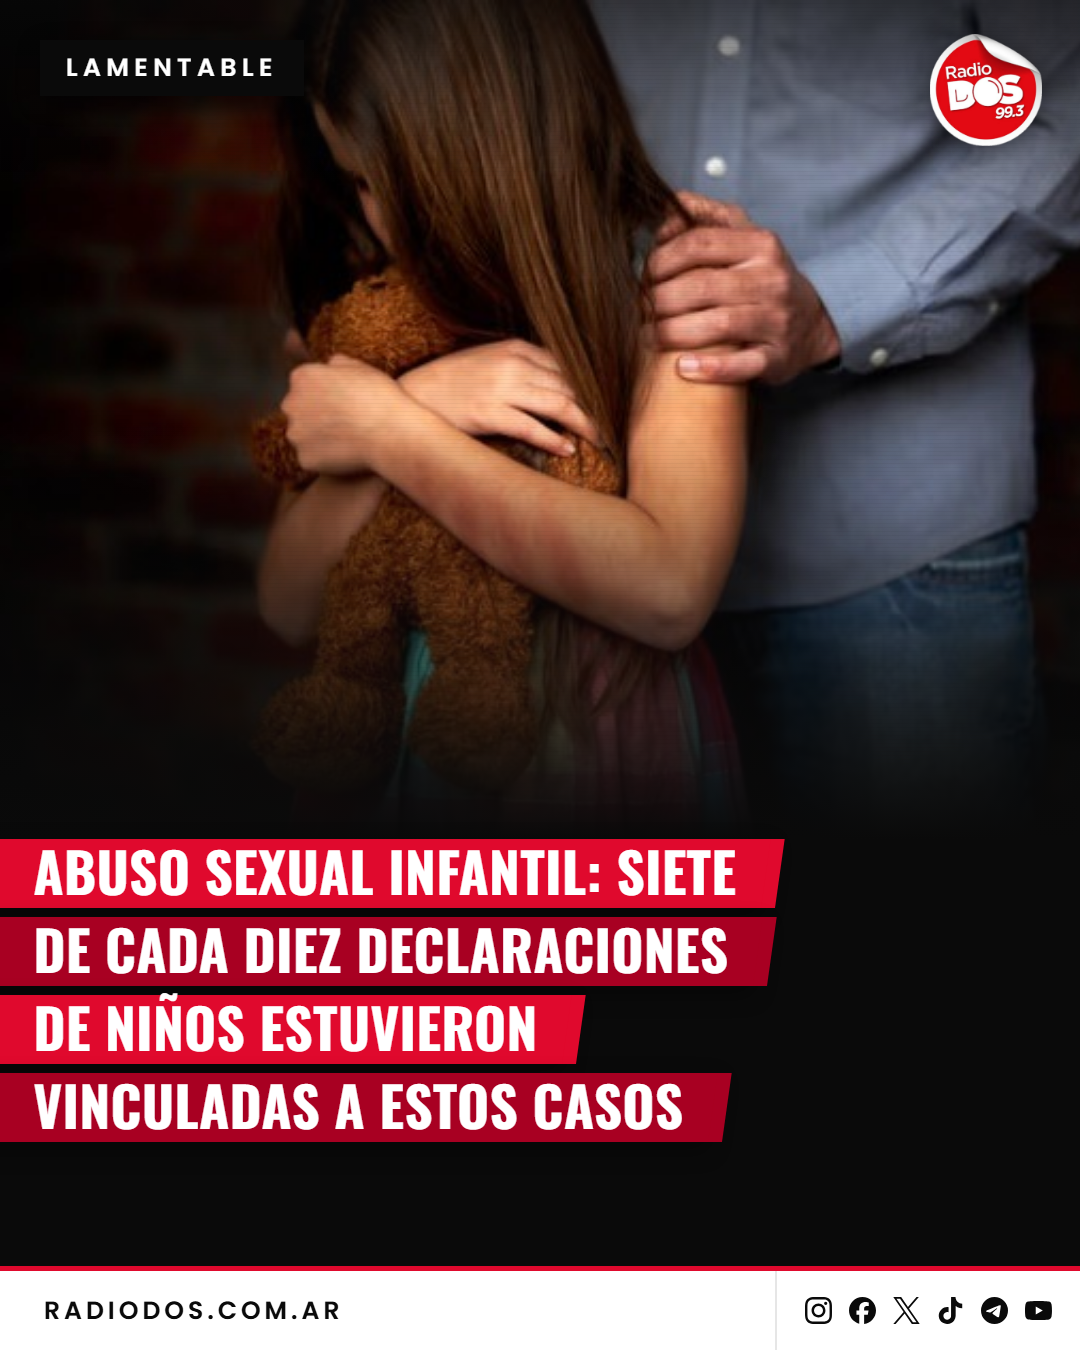 LAMENTABLE
Radio
DOS
99.3
ABUSO SEXUAL INFANTIL: SIETE
DE CADA DIEZ DECLARACIONES
DE NIÑOS ESTUVIERON
VINCULADAS A ESTOS CASOS
RADIODOS.COM.AR